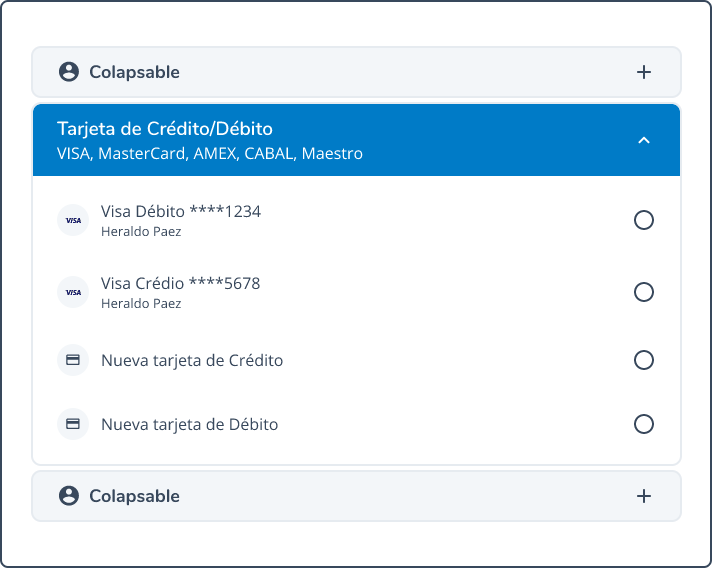 Colapsable
Tarjeta de Crédito/Débito
VISA, MasterCard, AMEX, CABAL, Maestro
VISA
Visa Débito ****1234
Heraldo Paez
VISA
Visa Crédio ****5678
Heraldo Paez
Nueva tarjeta de Crédito
Nueva tarjeta de Débito
Colapsable